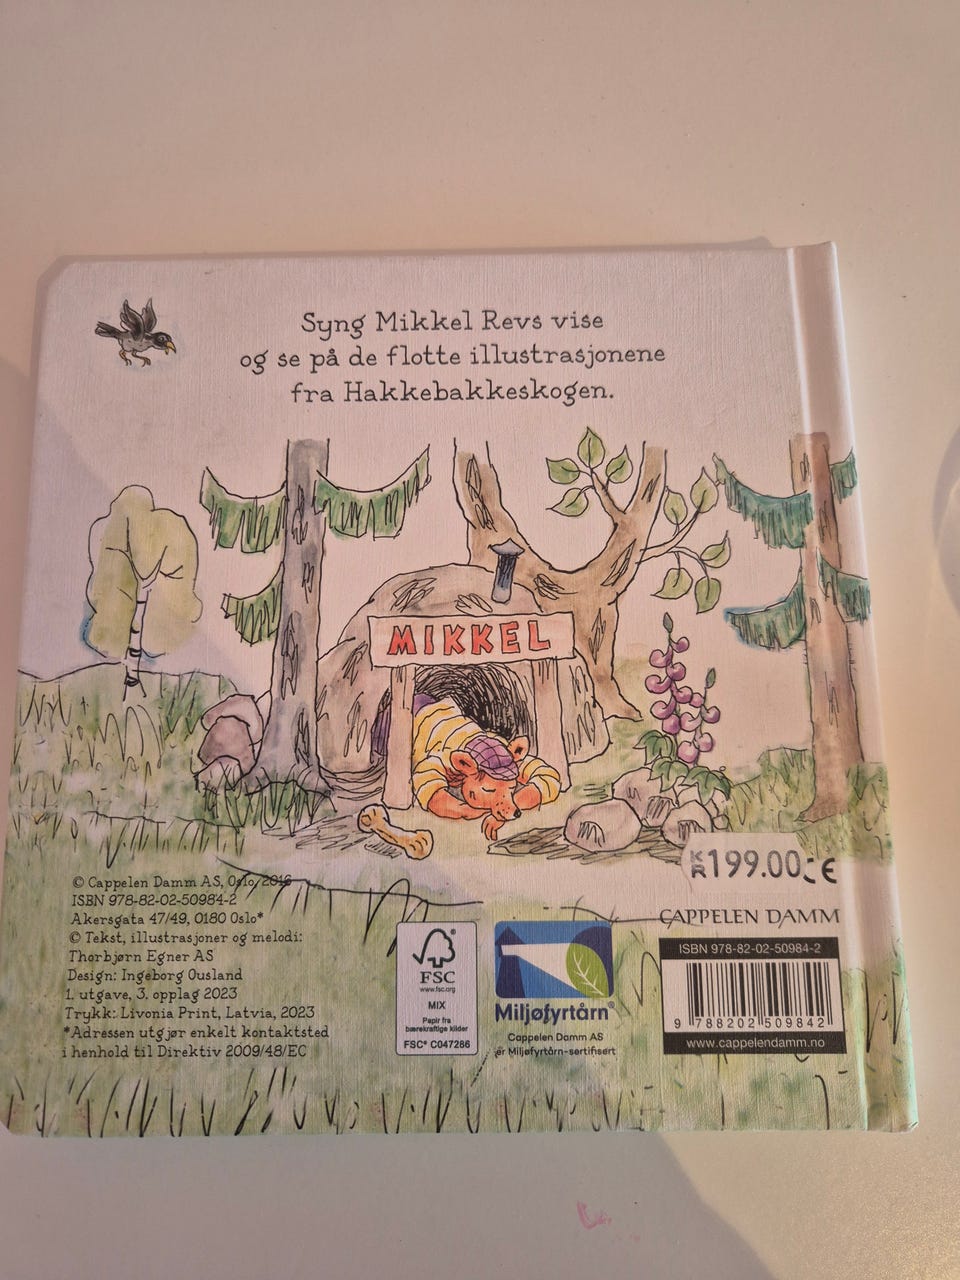 Syng Mikkel Revs vise
og se på de flotte illustrasjonene
fra Hakkebakkeskogen.
MIKKEL
KR 199.00
CE
© Cappelen Damm AS, Oslo, 2016
ISBN 978-82-02-50984-2
Akersgata 47/49, 0180 Oslo*
© Tekst, illustrasjoner og melodi:
Thorbjørn Egner AS
Design: Ingeborg Ousland
1. utgave, 3. opplag 2023
Trykk: Livonia Print, Latvia, 2023
*Adressen utgjør enkelt kontaktsted
i henhold til Direktiv 2009/48/EC
FSC
www.fsc.org
MIX
Papir fra
bærekraftige kilder
FSC® C047286
Miljøfyrtårn®
Cappelen Damm AS
er Miljøfyrtårn-sertifisert
CAPPELEN DAMM
ISBN 978-82-02-50984-2
9 788202 509842
www.cappelendamm.no